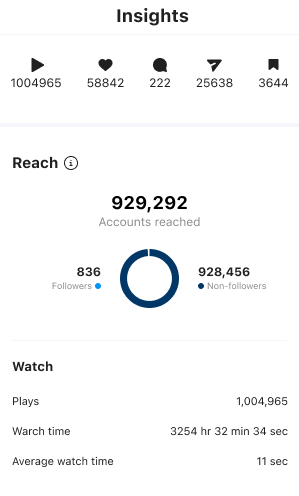 Insights
1004965 58842 222 25638 3644
Reach
929,292
Accounts reached
836 928,456
Followers Non-followers
Watch
Plays 1,004,965
Warch time 3254 hr 32 min 34 sec
Average watch time 11 sec